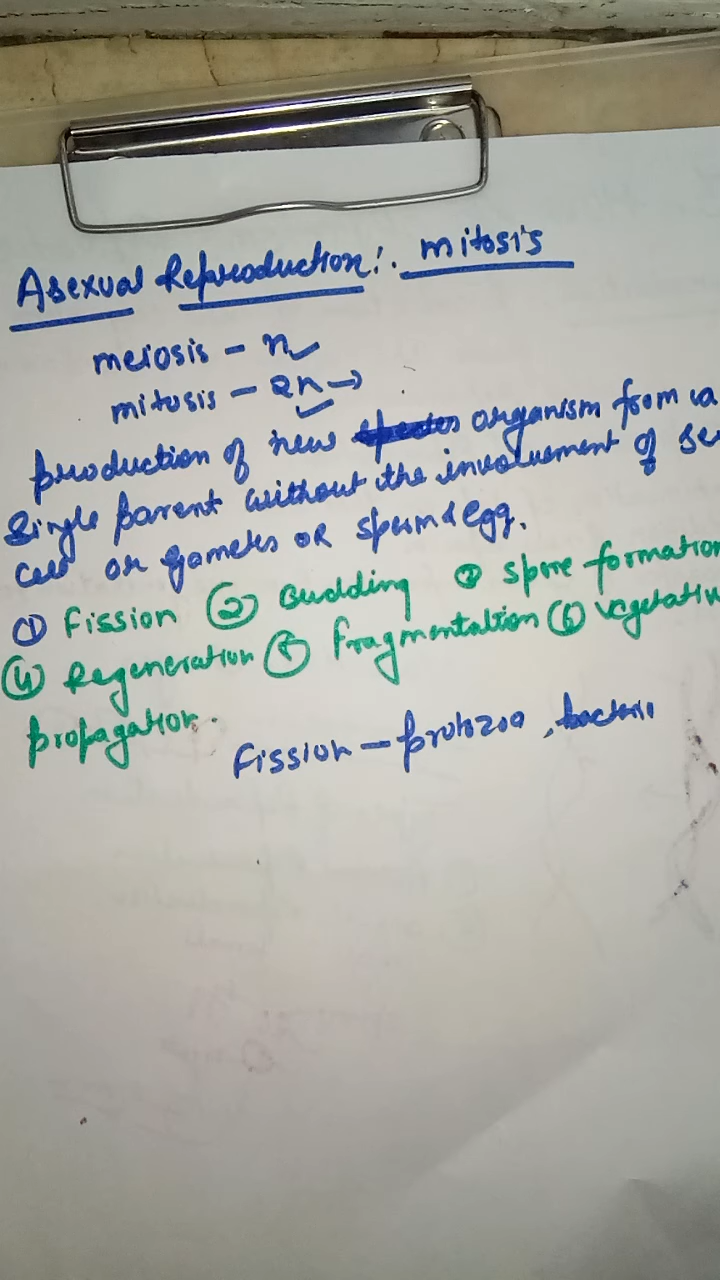 Asexual Reproduction:. mitosis
meiosis - n
mitosis - 2n →
production of new organism from a
Single parent without the involvement of se
cell or gametes or sperm & egg.
① fission ② Budding ③ spore formation
④ Regeneration ⑤ fragmentation ⑥ vegetativ
propagation.
fission - protozoa, bacteria